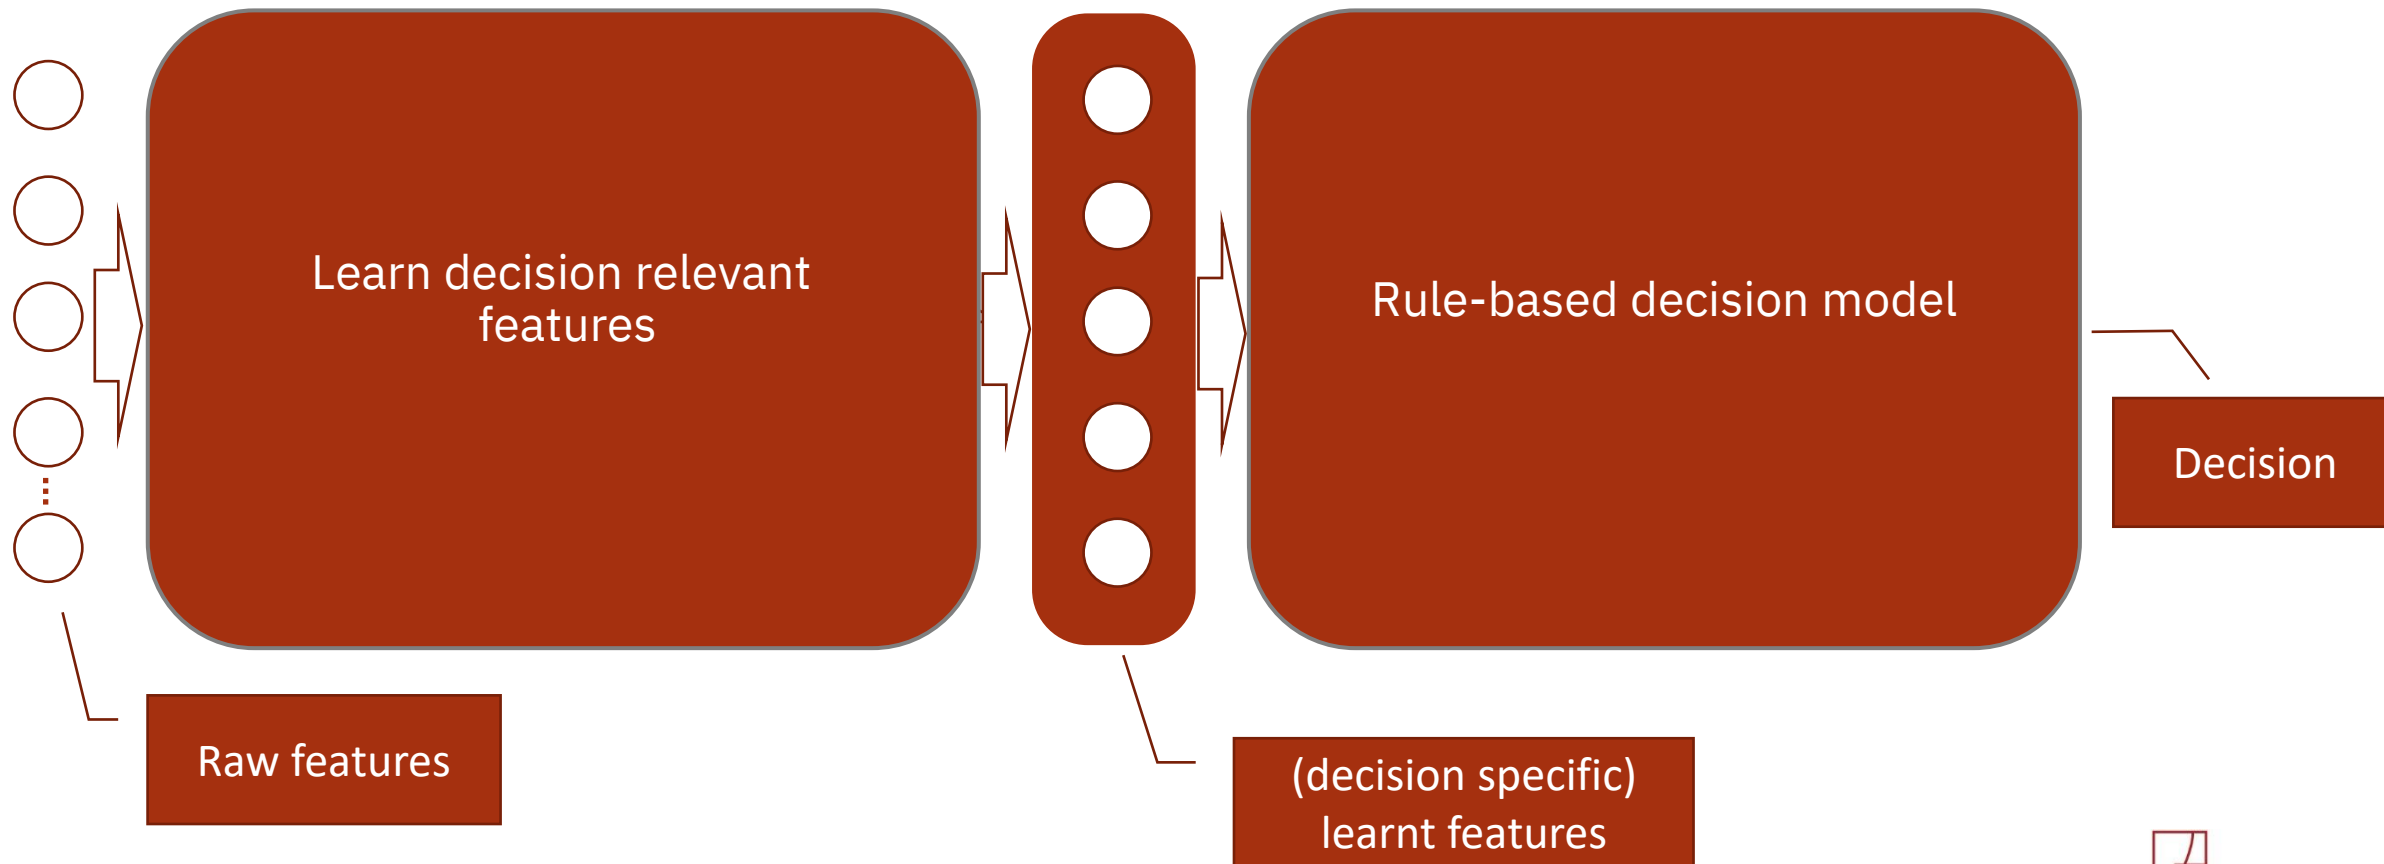 Learn decision relevant
features
Rule-based decision model
Decision
Raw features
(decision specific)
learnt features